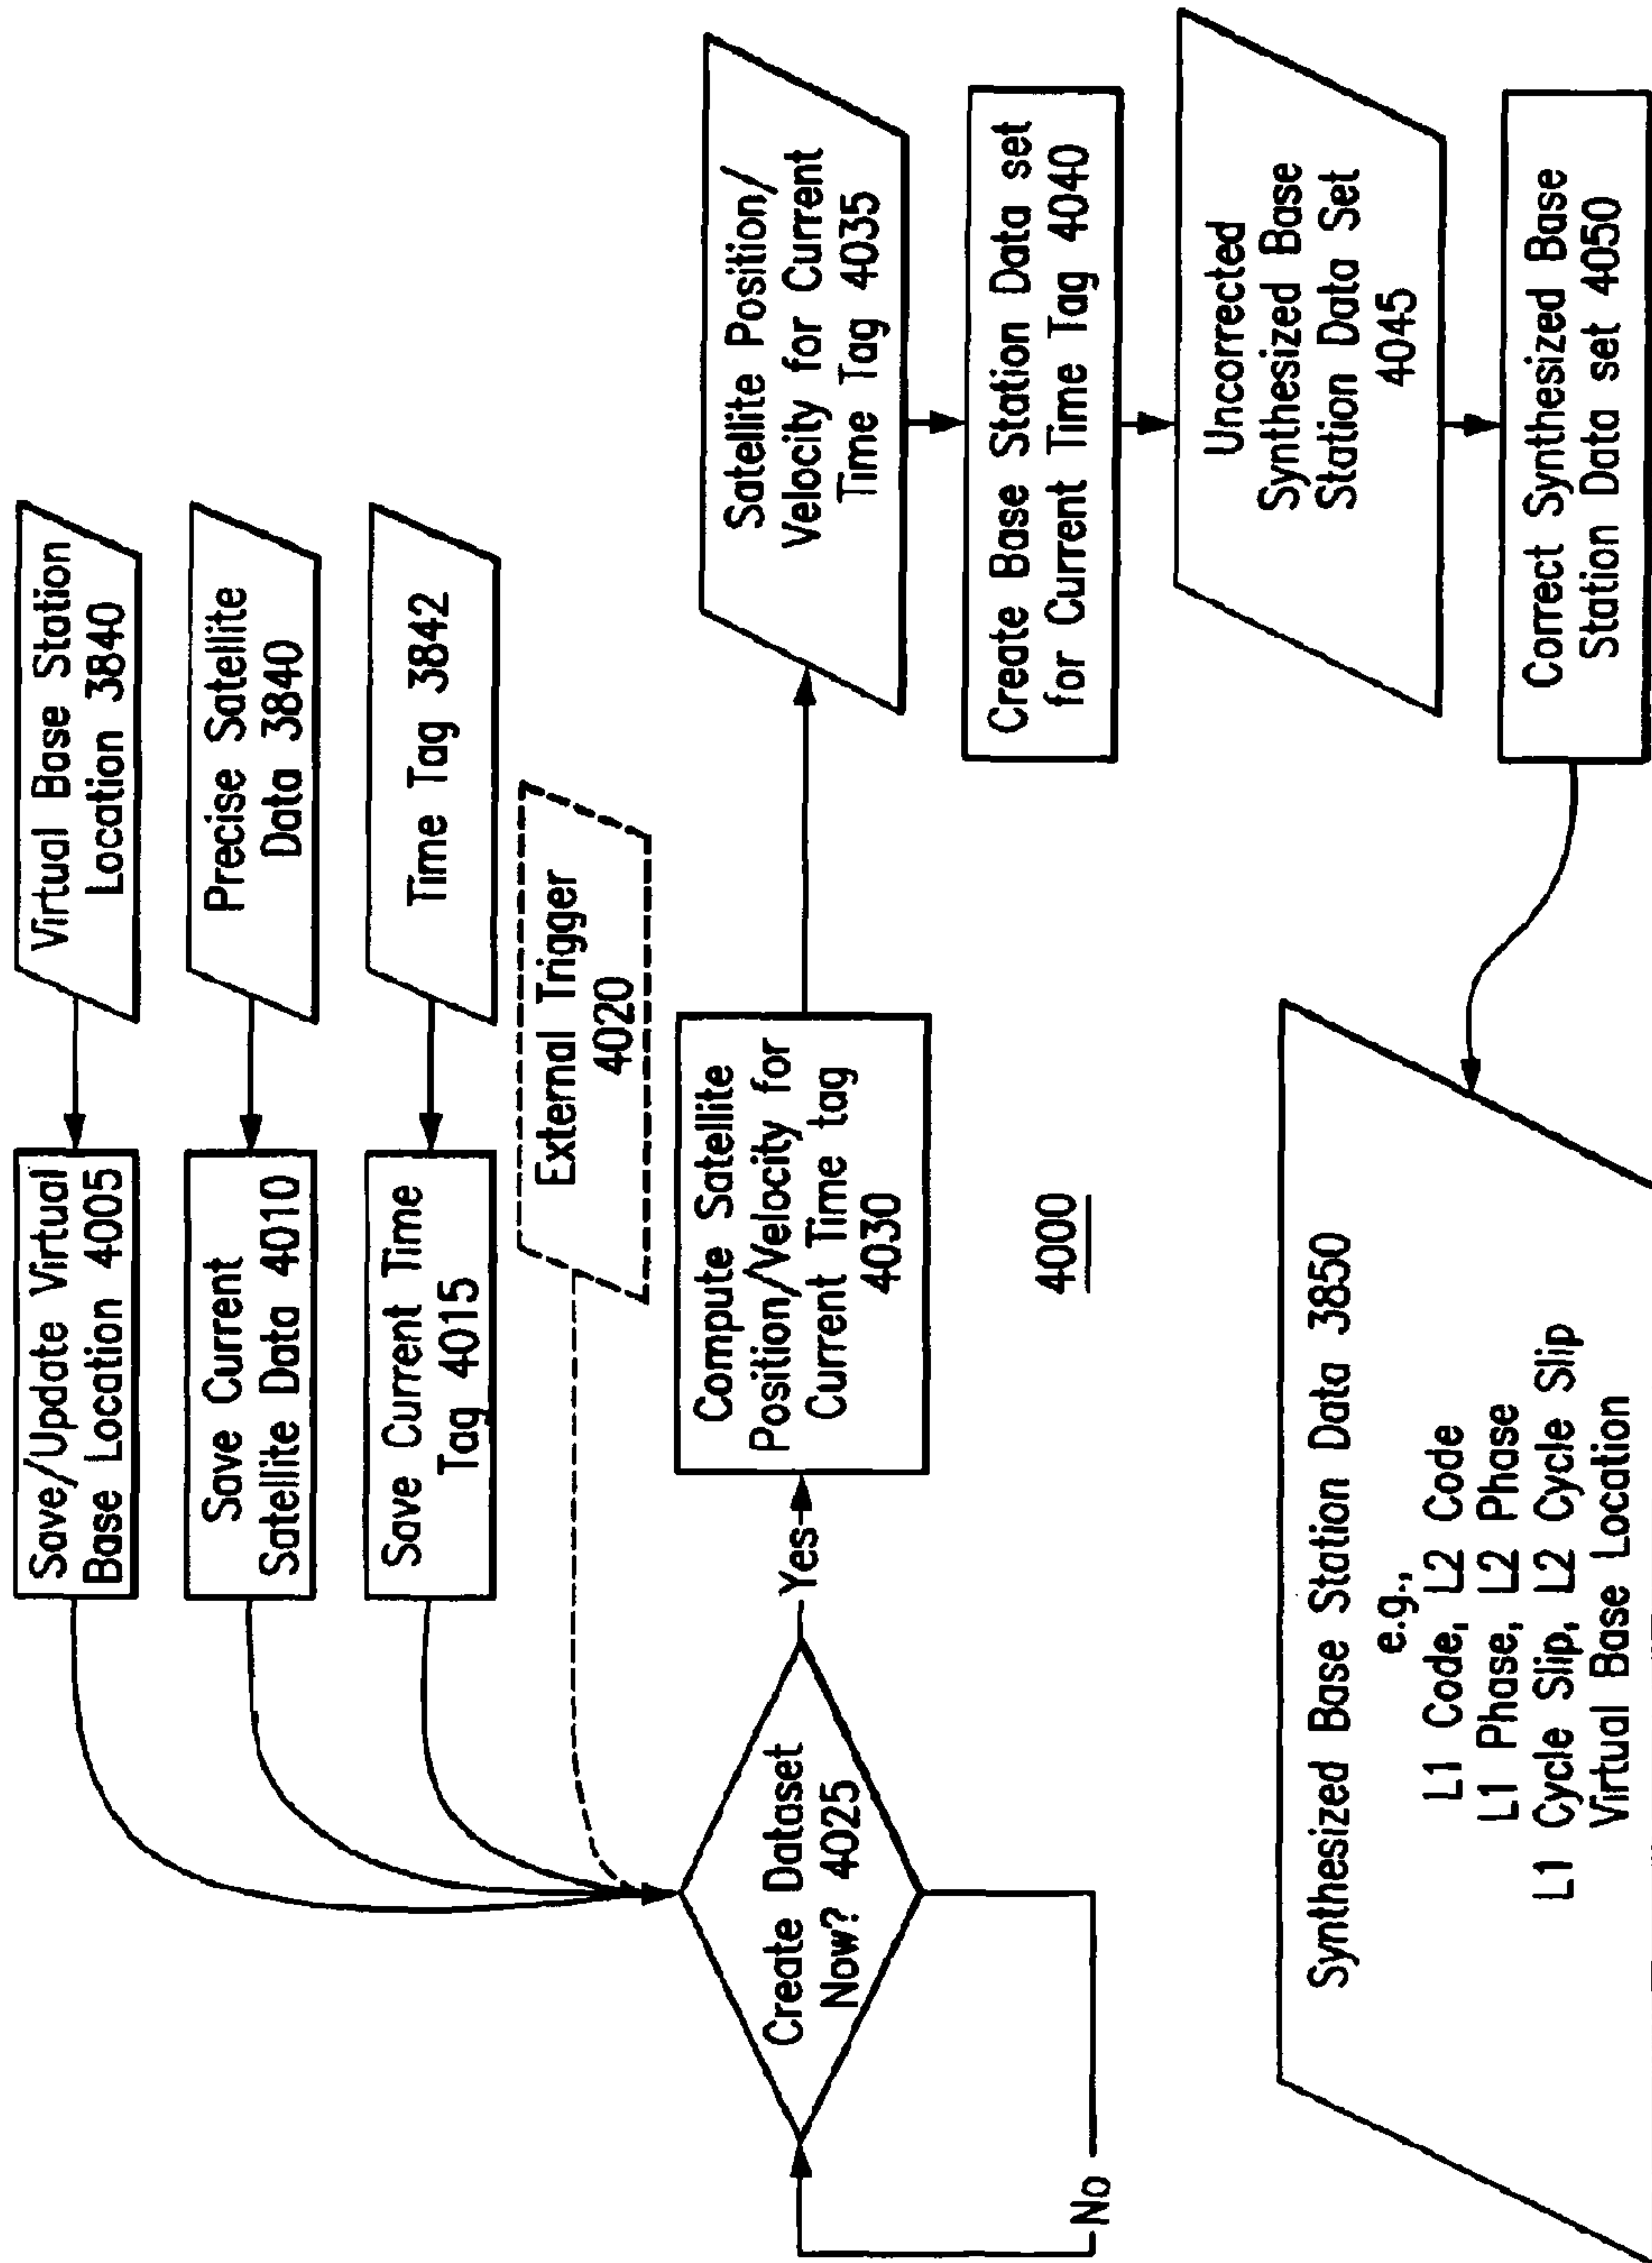 Virtual Base Station
Location 3840
Save/Update Virtual
Base Location 4005
Precise Satellite
Data 3840
Save Current
Satellite Data 4010
Time Tag 3842
Save Current Time
Tag 4015
External Trigger
4020
Create Dataset
Now? 4025
Yes
No
Compute Satellite
Position/Velocity for
Current Time tag
4030
Satellite Position/
Velocity for Current
Time Tag 4035
Create Base Station Data set
for Current Time Tag 4040
Uncorrected
Synthesized Base
Station Data Set
4045
Correct Synthesized Base
Station Data set 4050
4000
Synthesized Base Station Data 3850
e.g.,
L1 Code, L2 Code
L1 Phase, L2 Phase
L1 Cycle Slip, L2 Cycle Slip
Virtual Base Location